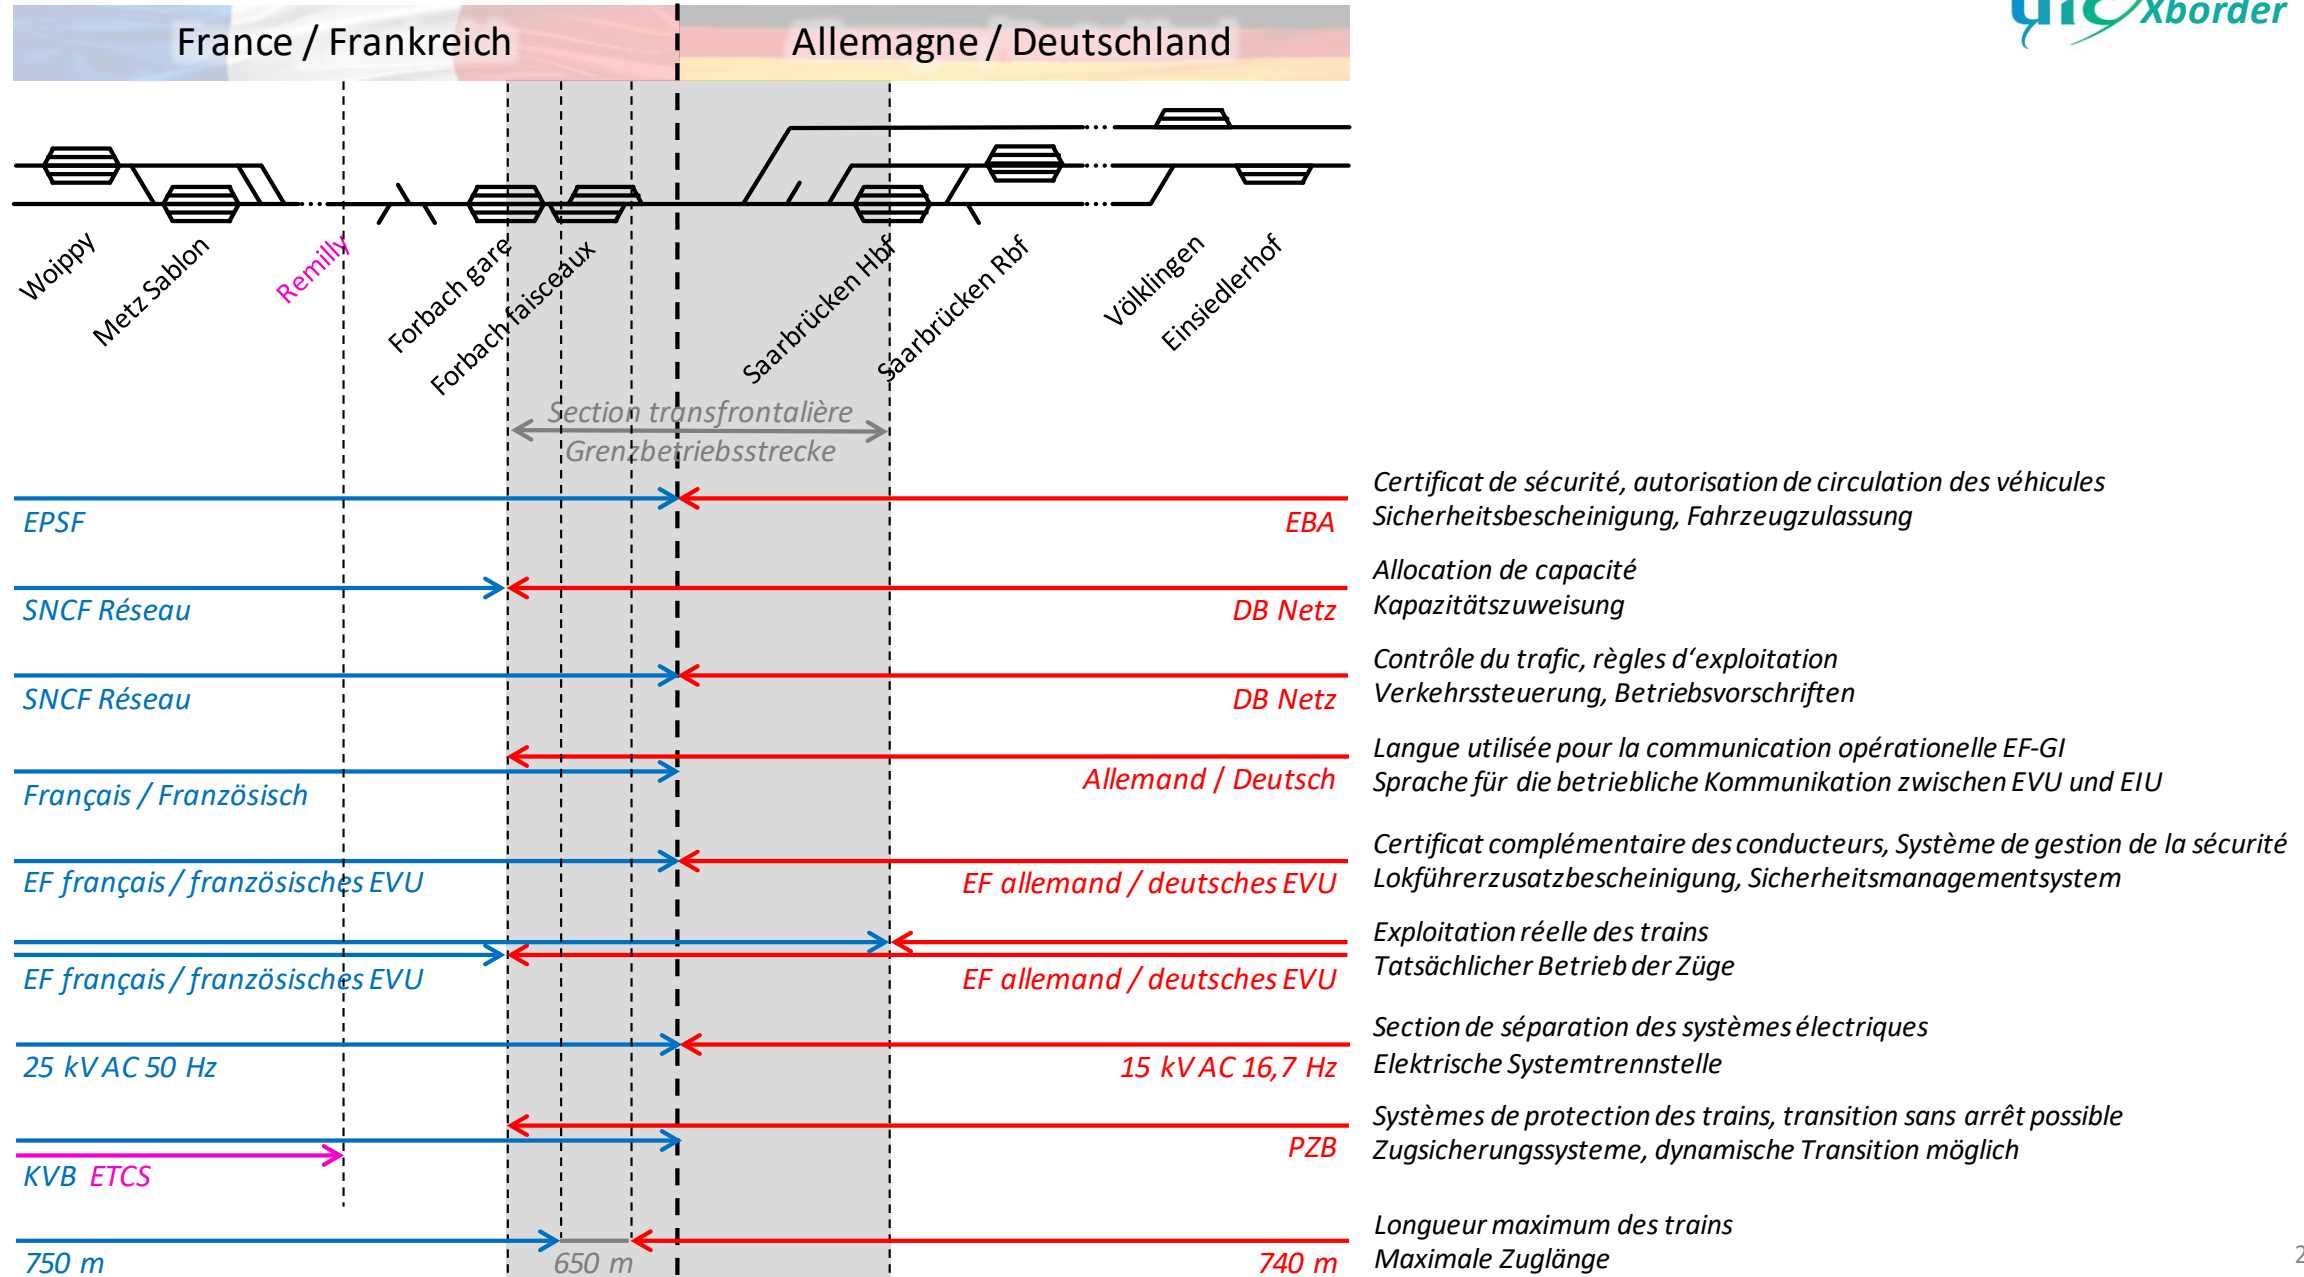 France / Frankreich
Allemagne / Deutschland
uic Xborder
Woippy
Metz Sablon
Remilly
Forbach gare
Forbach faisceaux
Saarbrücken Hbf
Saarbrücken Rbf
Völklingen
Einsiedlerhof
Section transfrontalière
Grenzbetriebsstrecke
EPSF
EBA
Certificat de sécurité, autorisation de circulation des véhicules
Sicherheitsbescheinigung, Fahrzeugzulassung
SNCF Réseau
DB Netz
Allocation de capacité
Kapazitätszuweisung
SNCF Réseau
DB Netz
Contrôle du trafic, règles d‘exploitation
Verkehrssteuerung, Betriebsvorschriften
Français / Französisch
Allemand / Deutsch
Langue utilisée pour la communication opérationelle EF-GI
Sprache für die betriebliche Kommunikation zwischen EVU und EIU
EF français / französisches EVU
EF allemand / deutsches EVU
Certificat complémentaire des conducteurs, Système de gestion de la sécurité
Lokführerzusatzbescheinigung, Sicherheitsmanagementsystem
EF français / französisches EVU
EF allemand / deutsches EVU
Exploitation réelle des trains
Tatsächlicher Betrieb der Züge
25 kV AC 50 Hz
15 kV AC 16,7 Hz
Section de séparation des systèmes électriques
Elektrische Systemtrennstelle
KVB ETCS
PZB
Systèmes de protection des trains, transition sans arrêt possible
Zugsicherungssysteme, dynamische Transition möglich
750 m
650 m
740 m
Longueur maximum des trains
Maximale Zuglänge
2